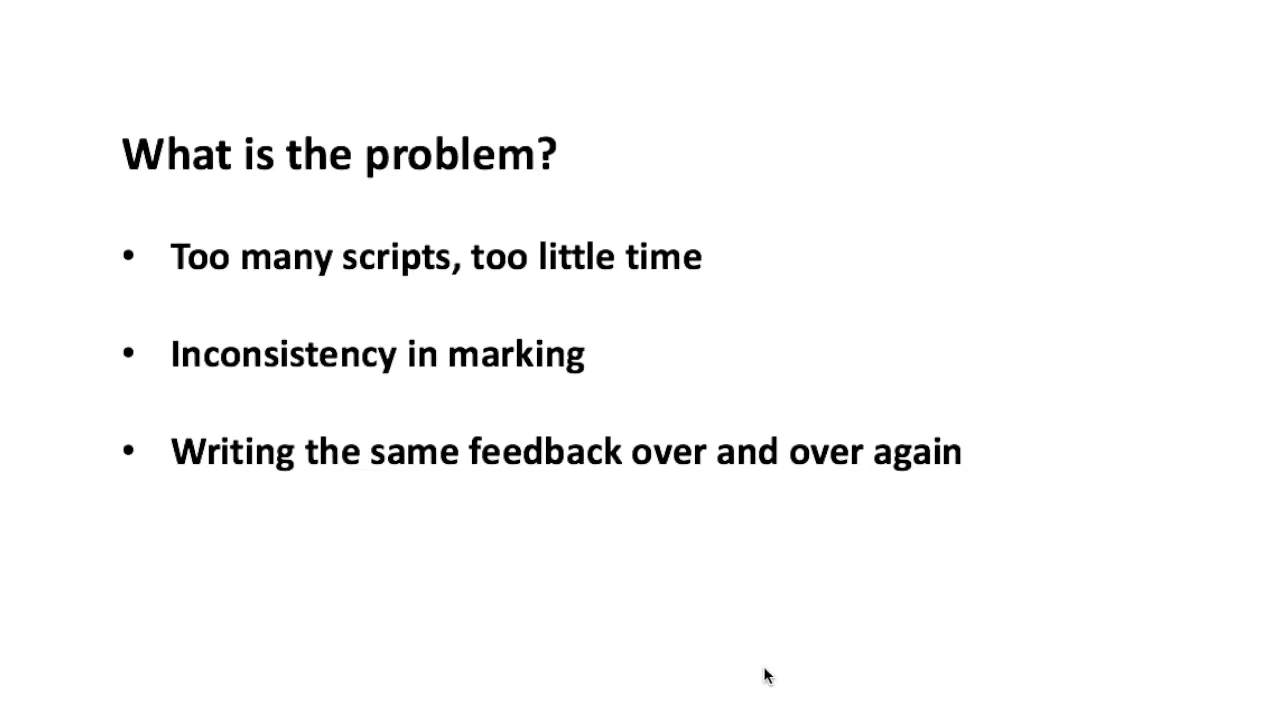 What is the problem?
• Too many scripts, too little time
• Inconsistency in marking
• Writing the same feedback over and over again